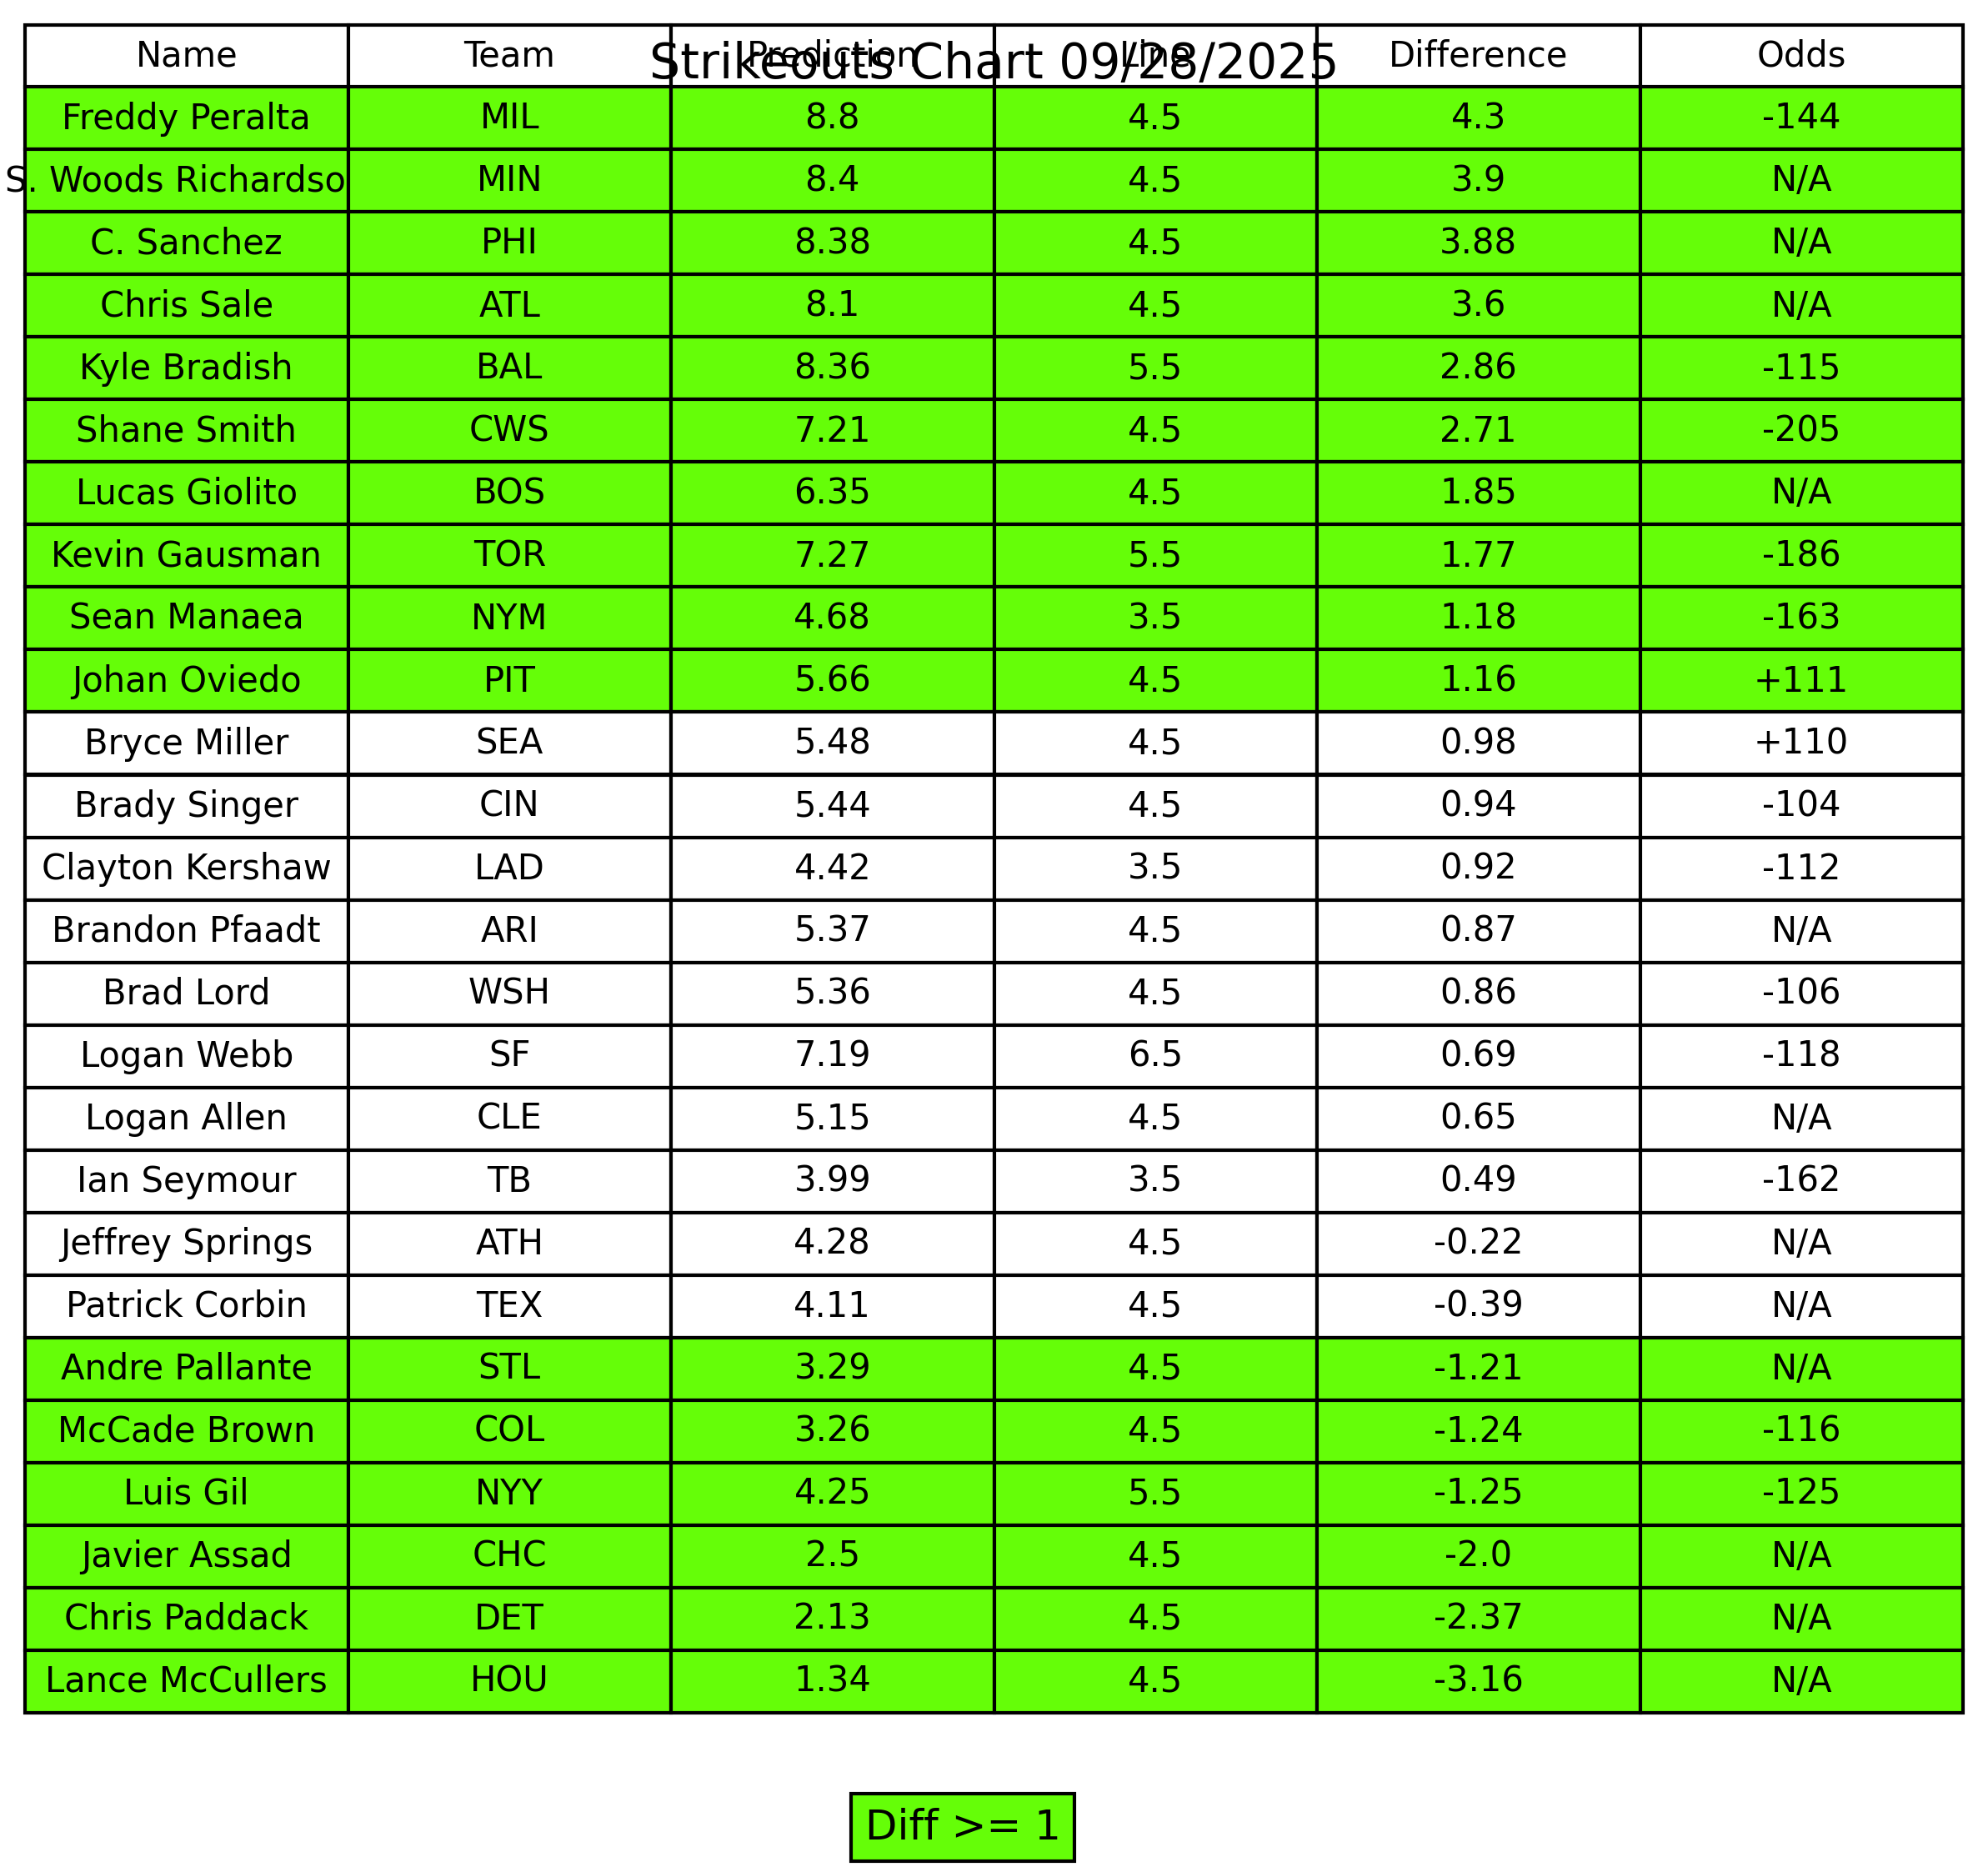 Strikeouts Chart 09/28/2025
Name Team Prediction Line Difference Odds
Freddy Peralta MIL 8.8 4.5 4.3 -144
S. Woods Richardso MIN 8.4 4.5 3.9 N/A
C. Sanchez PHI 8.38 4.5 3.88 N/A
Chris Sale ATL 8.1 4.5 3.6 N/A
Kyle Bradish BAL 8.36 5.5 2.86 -115
Shane Smith CWS 7.21 4.5 2.71 -205
Lucas Giolito BOS 6.35 4.5 1.85 N/A
Kevin Gausman TOR 7.27 5.5 1.77 -186
Sean Manaea NYM 4.68 3.5 1.18 -163
Johan Oviedo PIT 5.66 4.5 1.16 +111
Bryce Miller SEA 5.48 4.5 0.98 +110
Brady Singer CIN 5.44 4.5 0.94 -104
Clayton Kershaw LAD 4.42 3.5 0.92 -112
Brandon Pfaadt ARI 5.37 4.5 0.87 N/A
Brad Lord WSH 5.36 4.5 0.86 -106
Logan Webb SF 7.19 6.5 0.69 -118
Logan Allen CLE 5.15 4.5 0.65 N/A
Ian Seymour TB 3.99 3.5 0.49 -162
Jeffrey Springs ATH 4.28 4.5 -0.22 N/A
Patrick Corbin TEX 4.11 4.5 -0.39 N/A
Andre Pallante STL 3.29 4.5 -1.21 N/A
McCade Brown COL 3.26 4.5 -1.24 -116
Luis Gil NYY 4.25 5.5 -1.25 -125
Javier Assad CHC 2.5 4.5 -2.0 N/A
Chris Paddack DET 2.13 4.5 -2.37 N/A
Lance McCullers HOU 1.34 4.5 -3.16 N/A
Diff >= 1